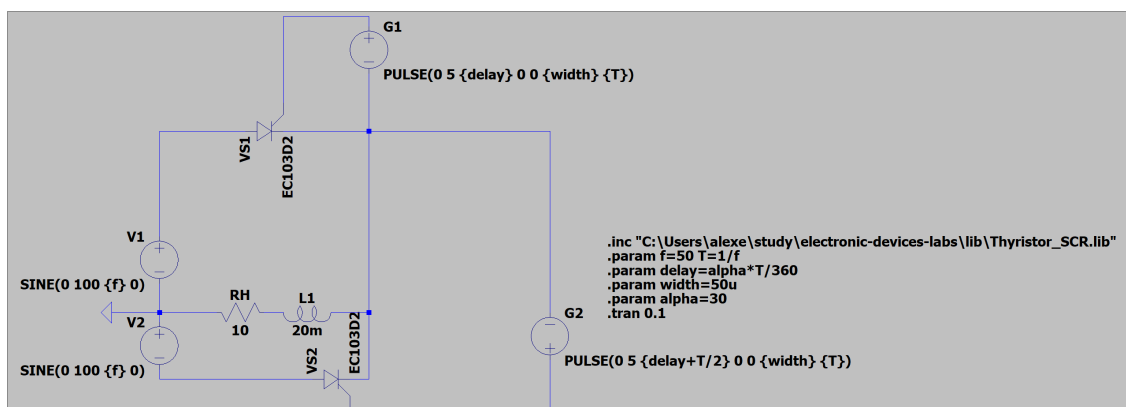 G1
+
−
PULSE(0 5 {delay} 0 0 {width} {T})
VS1
EC103D2
V1
+
−
SINE(0 100 {f} 0)
RH
10
L1
20m
V2
+
−
SINE(0 100 {f} 0)
VS2
EC103D2
G2
−
+
PULSE(0 5 {delay+T/2} 0 0 {width} {T})
.inc "C:\Users\alexe\study\electronic-devices-labs\lib\Thyristor_SCR.lib"
.param f=50 T=1/f
.param delay=alpha*T/360
.param width=50u
.param alpha=30
.tran 0.1